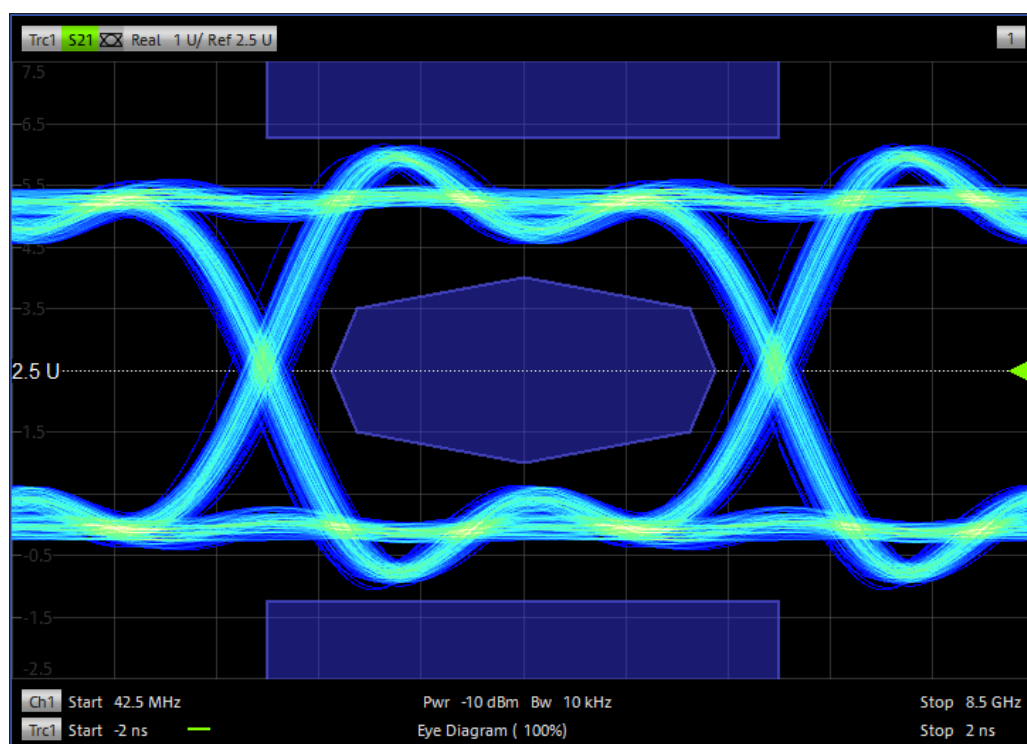 Trc1 S21 Real 1 U/ Ref 2.5 U 1
7.5
6.5
5.5
4.5
3.5
2.5 U
1.5
-0.5
-1.5
-2.5
Ch1 Start 42.5 MHz Pwr -10 dBm Bw 10 kHz Stop 8.5 GHz
Trc1 Start -2 ns Eye Diagram ( 100%) Stop 2 ns